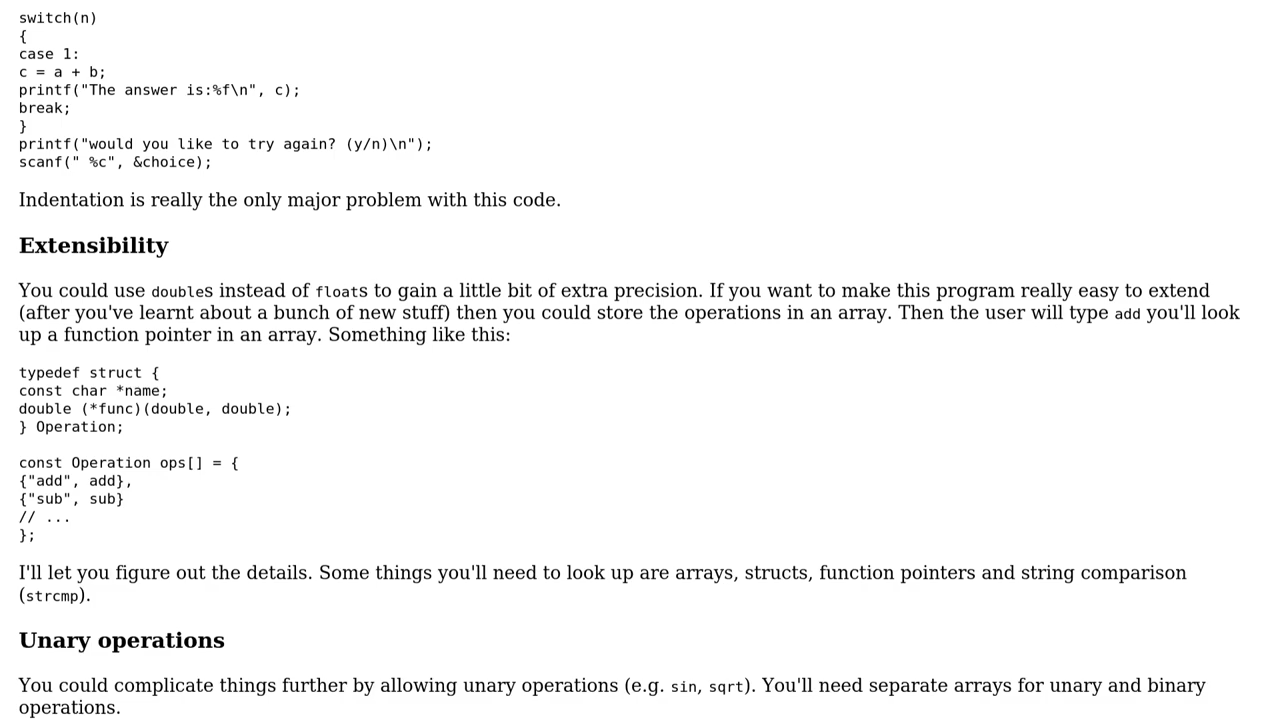 switch(n)
{
case 1:
c = a + b;
printf("The answer is:%f\n", c);
break;
}
printf("would you like to try again? (y/n)\n");
scanf(" %c", &choice);
Indentation is really the only major problem with this code.
Extensibility
You could use doubles instead of floats to gain a little bit of extra precision. If you want to make this program really easy to extend
(after you've learnt about a bunch of new stuff) then you could store the operations in an array. Then the user will type add you'll look
up a function pointer in an array. Something like this:
typedef struct {
const char *name;
double (*func)(double, double);
} Operation;
const Operation ops[] = {
{"add", add},
{"sub", sub}
// ...
};
I'll let you figure out the details. Some things you'll need to look up are arrays, structs, function pointers and string comparison
(strcmp).
Unary operations
You could complicate things further by allowing unary operations (e.g. sin, sqrt). You'll need separate arrays for unary and binary
operations.